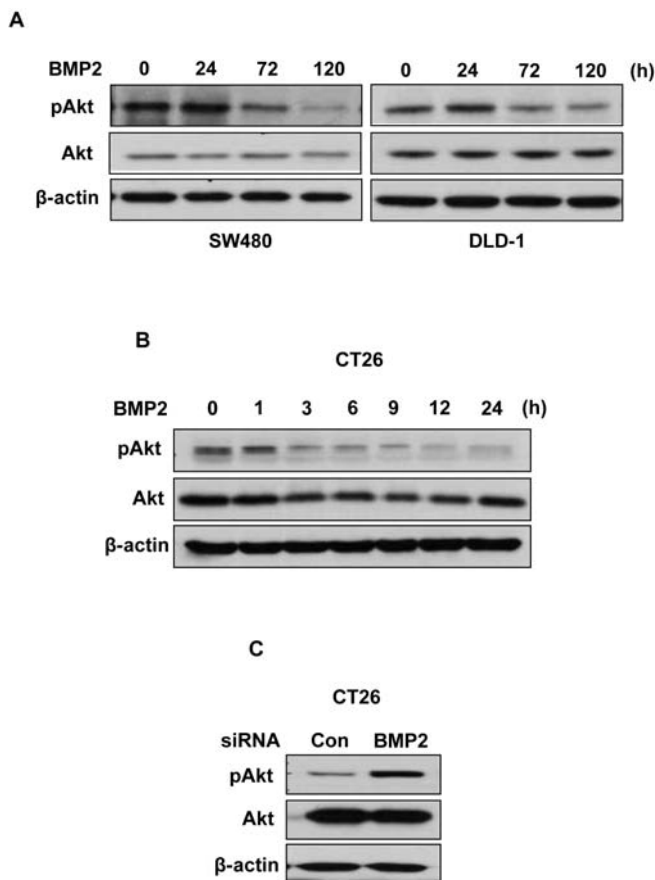 A
BMP2 0 24 72 120 0 24 72 120 (h)
pAkt
Akt
β-actin
SW480 DLD-1
B
CT26
BMP2 0 1 3 6 9 12 24 (h)
pAkt
Akt
β-actin
C
CT26
siRNA Con BMP2
pAkt
Akt
β-actin